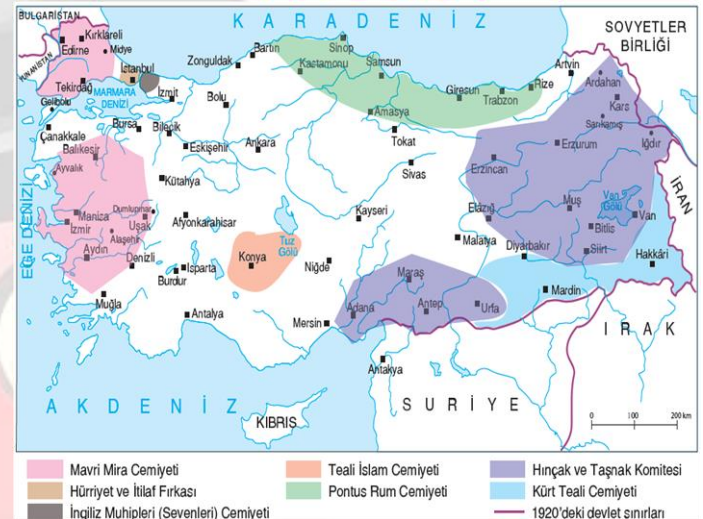 BULGARİSTAN
KARADENİZ
SOVYETLER
BİRLİĞİ
YUNANİSTAN
Kırklareli
Edirne
Midye
İstanbul
Tekirdağ
MARMARA
DENİZİ
İzmit
Gelibolu
Çanakkale
Bursa
Bilecik
Zonguldak
Bartın
Bolu
Kastamonu
Sinop
Samsun
Amasya
Tokat
Giresun
Trabzon
Rize
Artvin
Ardahan
Kars
Sarıkamış
Iğdır
Erzurum
Erzincan
Balıkesir
Ayvalık
Eskişehir
Ankara
Kütahya
Sivas
EGE DENİZİ
Manisa
Dumlupınar
Uşak
İzmir
Alaşehir
Aydın
Denizli
Muğla
Afyonkarahisar
Isparta
Burdur
Antalya
Tuz
Gölü
Konya
Kayseri
Niğde
Mersin
Adana
Maraş
Antep
Urfa
Malatya
Elazığ
Diyarbakır
Mardin
Muş
Bitlis
Siirt
Van
Gölü
Van
Hakkâri
İRAN
IRAK
SURİYE
Antakya
AKDENİZ
KIBRIS
0 100 200 km
Mavri Mira Cemiyeti
Hürriyet ve İtilaf Fırkası
İngiliz Muhipleri (Sevenleri) Cemiyeti
Teali İslam Cemiyeti
Pontus Rum Cemiyeti
Hınçak ve Taşnak Komitesi
Kürt Teali Cemiyeti
1920'deki devlet sınırları